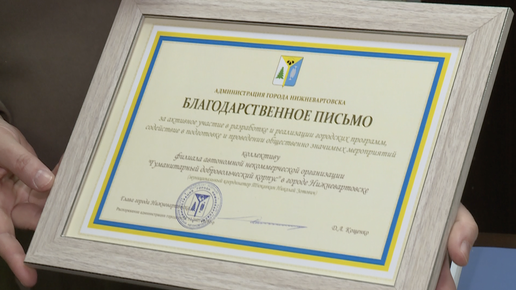 АДМИНИСТРАЦИЯ ГОРОДА НИЖНЕВАРТОВСКА
БЛАГОДАРСТВЕННОЕ ПИСЬМО
за активное участие в разработке и реализации городских программ,
содействие в подготовке и проведении общественно значимых мероприятий
коллективу
филиала автономной некоммерческой организации
"Гуманитарный добровольческий корпус" в городе Нижневартовске
Глава города Нижневартовска
Д.А. Кощенко